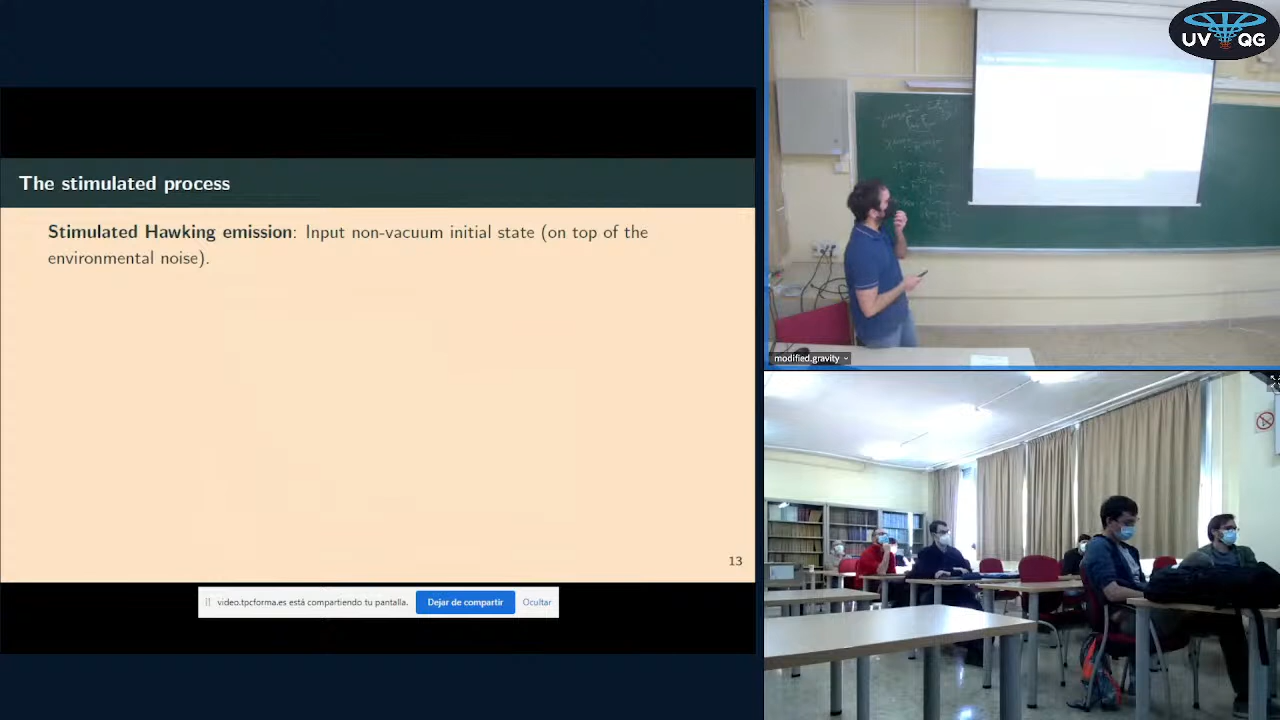 The stimulated process
Stimulated Hawking emission: Input non-vacuum initial state (on top of the
environmental noise).
13
video.tpcforma.es está compartiendo tu pantalla.
Dejar de compartir
Ocultar
UV QG
modified.gravity